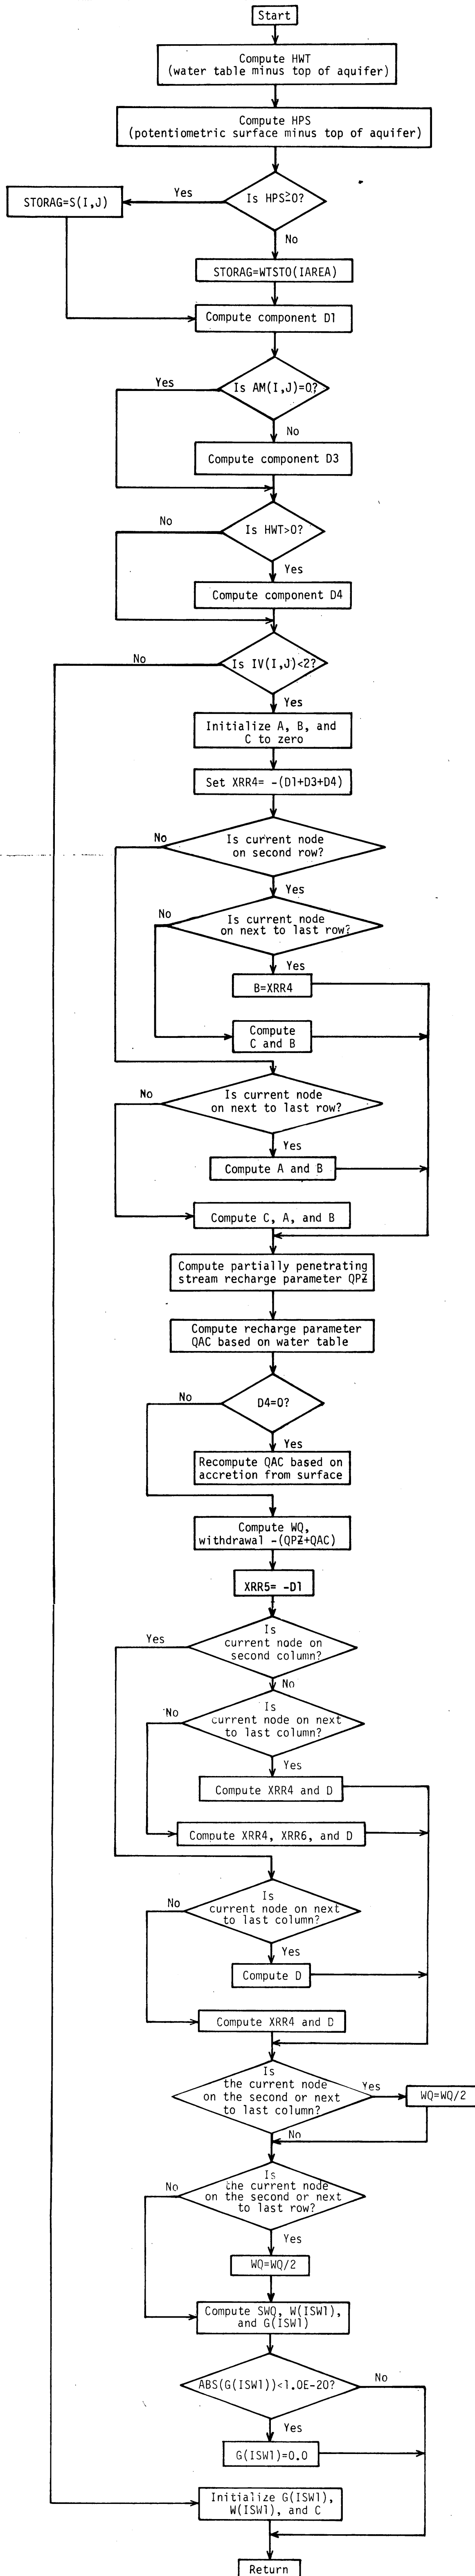 Start
Compute HWT
(water table minus top of aquifer)
Compute HPS
(potentiometric surface minus top of aquifer)
Is HPS≥0?
Yes
STORAG=S(I,J)
No
STORAG=WTSTO(IAREA)
Compute component D1
Is AM(I,J)=0?
Yes
No
Compute component D3
Is HWT>0?
No
Yes
Compute component D4
Is IV(I,J)<2?
No
Yes
Initialize A, B, and
C to zero
Set XRR4= -(D1+D3+D4)
Is current node
on second row?
No
Yes
Is current node
on next to last row?
No
Yes
B=XRR4
Compute
C and B
Is current node
on next to last row?
No
Yes
Compute A and B
Compute C, A, and B
Compute partially penetrating
stream recharge parameter QPƵ
Compute recharge parameter
QAC based on water table
D4=0?
No
Yes
Recompute QAC based on
accretion from surface
Compute WQ,
withdrawal -(QPƵ+QAC)
XRR5= -D1
Is
current node on
second column?
Yes
No
Is
current node on next
to last column?
No
Yes
Compute XRR4 and D
Compute XRR4, XRR6, and D
Is
current node on next
to last column?
No
Yes
Compute D
Compute XRR4 and D
Is
the current node
on the second or next
to last column?
Yes
WQ=WQ/2
No
Is
the current node
on the second or next
to last row?
No
Yes
WQ=WQ/2
Compute SWQ, W(ISW1),
and G(ISW1)
ABS(G(ISW1))<1.0E-20?
No
Yes
G(ISW1)=0.0
Initialize G(ISW1),
W(ISW1), and C
Return